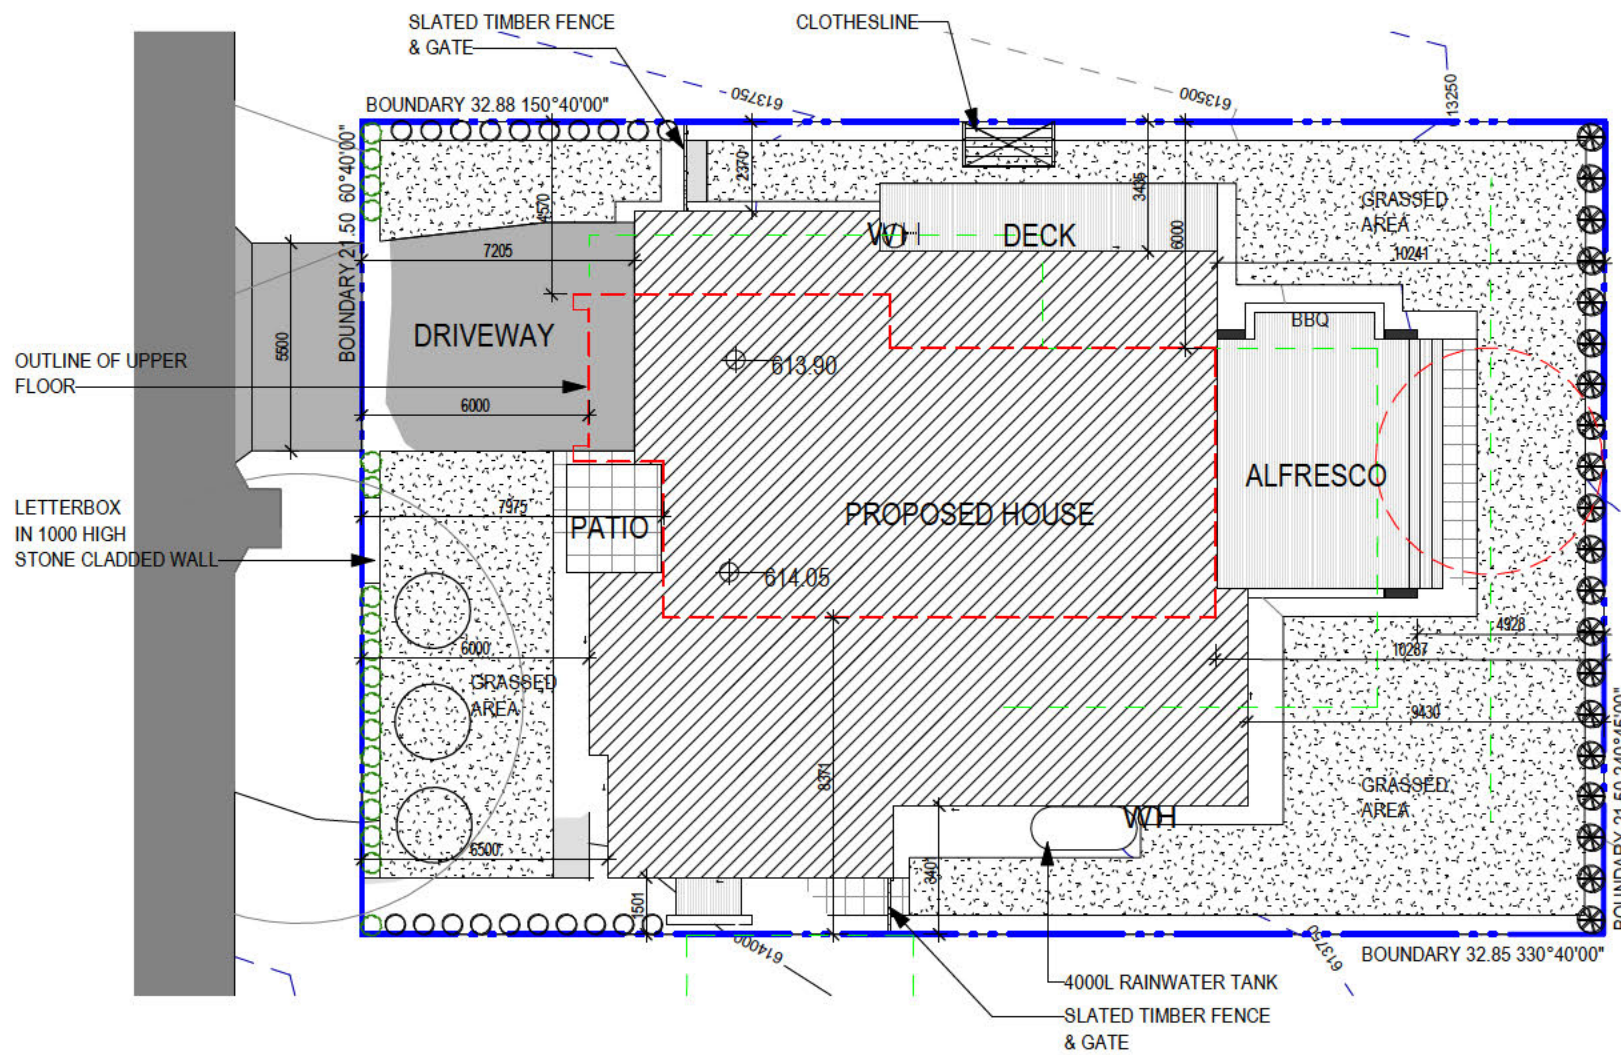 SLATED TIMBER FENCE
& GATE
CLOTHESLINE
613750
613500
613250
BOUNDARY 32.88 150°40'00"
BOUNDARY 21.50 60°40'00"
2370
4570
3435
6000
WH
DECK
GRASSED
AREA
7205
10241
DRIVEWAY
5500
BBQ
OUTLINE OF UPPER
FLOOR
613.90
6000
ALFRESCO
LETTERBOX
IN 1000 HIGH
STONE CLADDED WALL
7975
PATIO
PROPOSED HOUSE
614.05
4928
6000
10287
GRASSED
AREA
9430
8371
GRASSED
AREA
WH
6500
3401
1501
614000
613750
BOUNDARY 32.85 330°40'00"
4000L RAINWATER TANK
SLATED TIMBER FENCE
& GATE